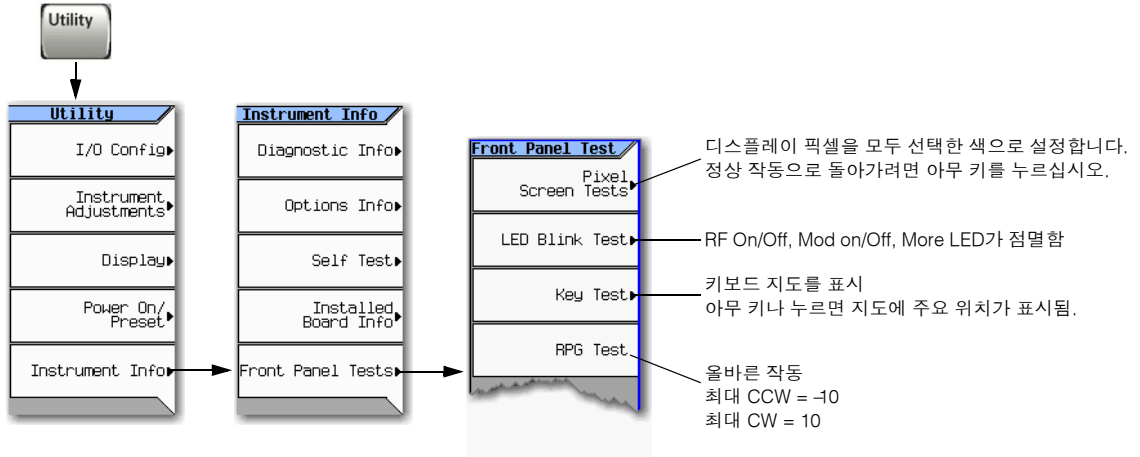 Utility
Utility
I/O Config
Instrument
Adjustments
Display
Power On/
Preset
Instrument Info
Instrument Info
Diagnostic Info
Options Info
Self Test
Installed
Board Info
Front Panel Tests
Front Panel Test
Pixel
Screen Tests
LED Blink Test
Key Test
RPG Test
디스플레이 픽셀을 모두 선택한 색으로 설정합니다.
정상 작동으로 돌아가려면 아무 키를 누르십시오.
RF On/Off, Mod on/Off, More LED가 점멸함
키보드 지도를 표시
아무 키나 누르면 지도에 주요 위치가 표시됨.
올바른 작동
최대 CCW = –10
최대 CW = 10